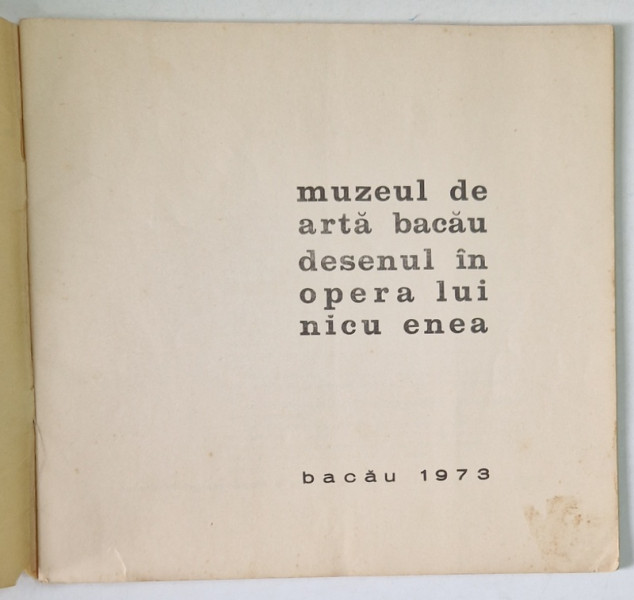 muzeul de
artă bacău
desenul în
opera lui
nicu enea
bacău 1973